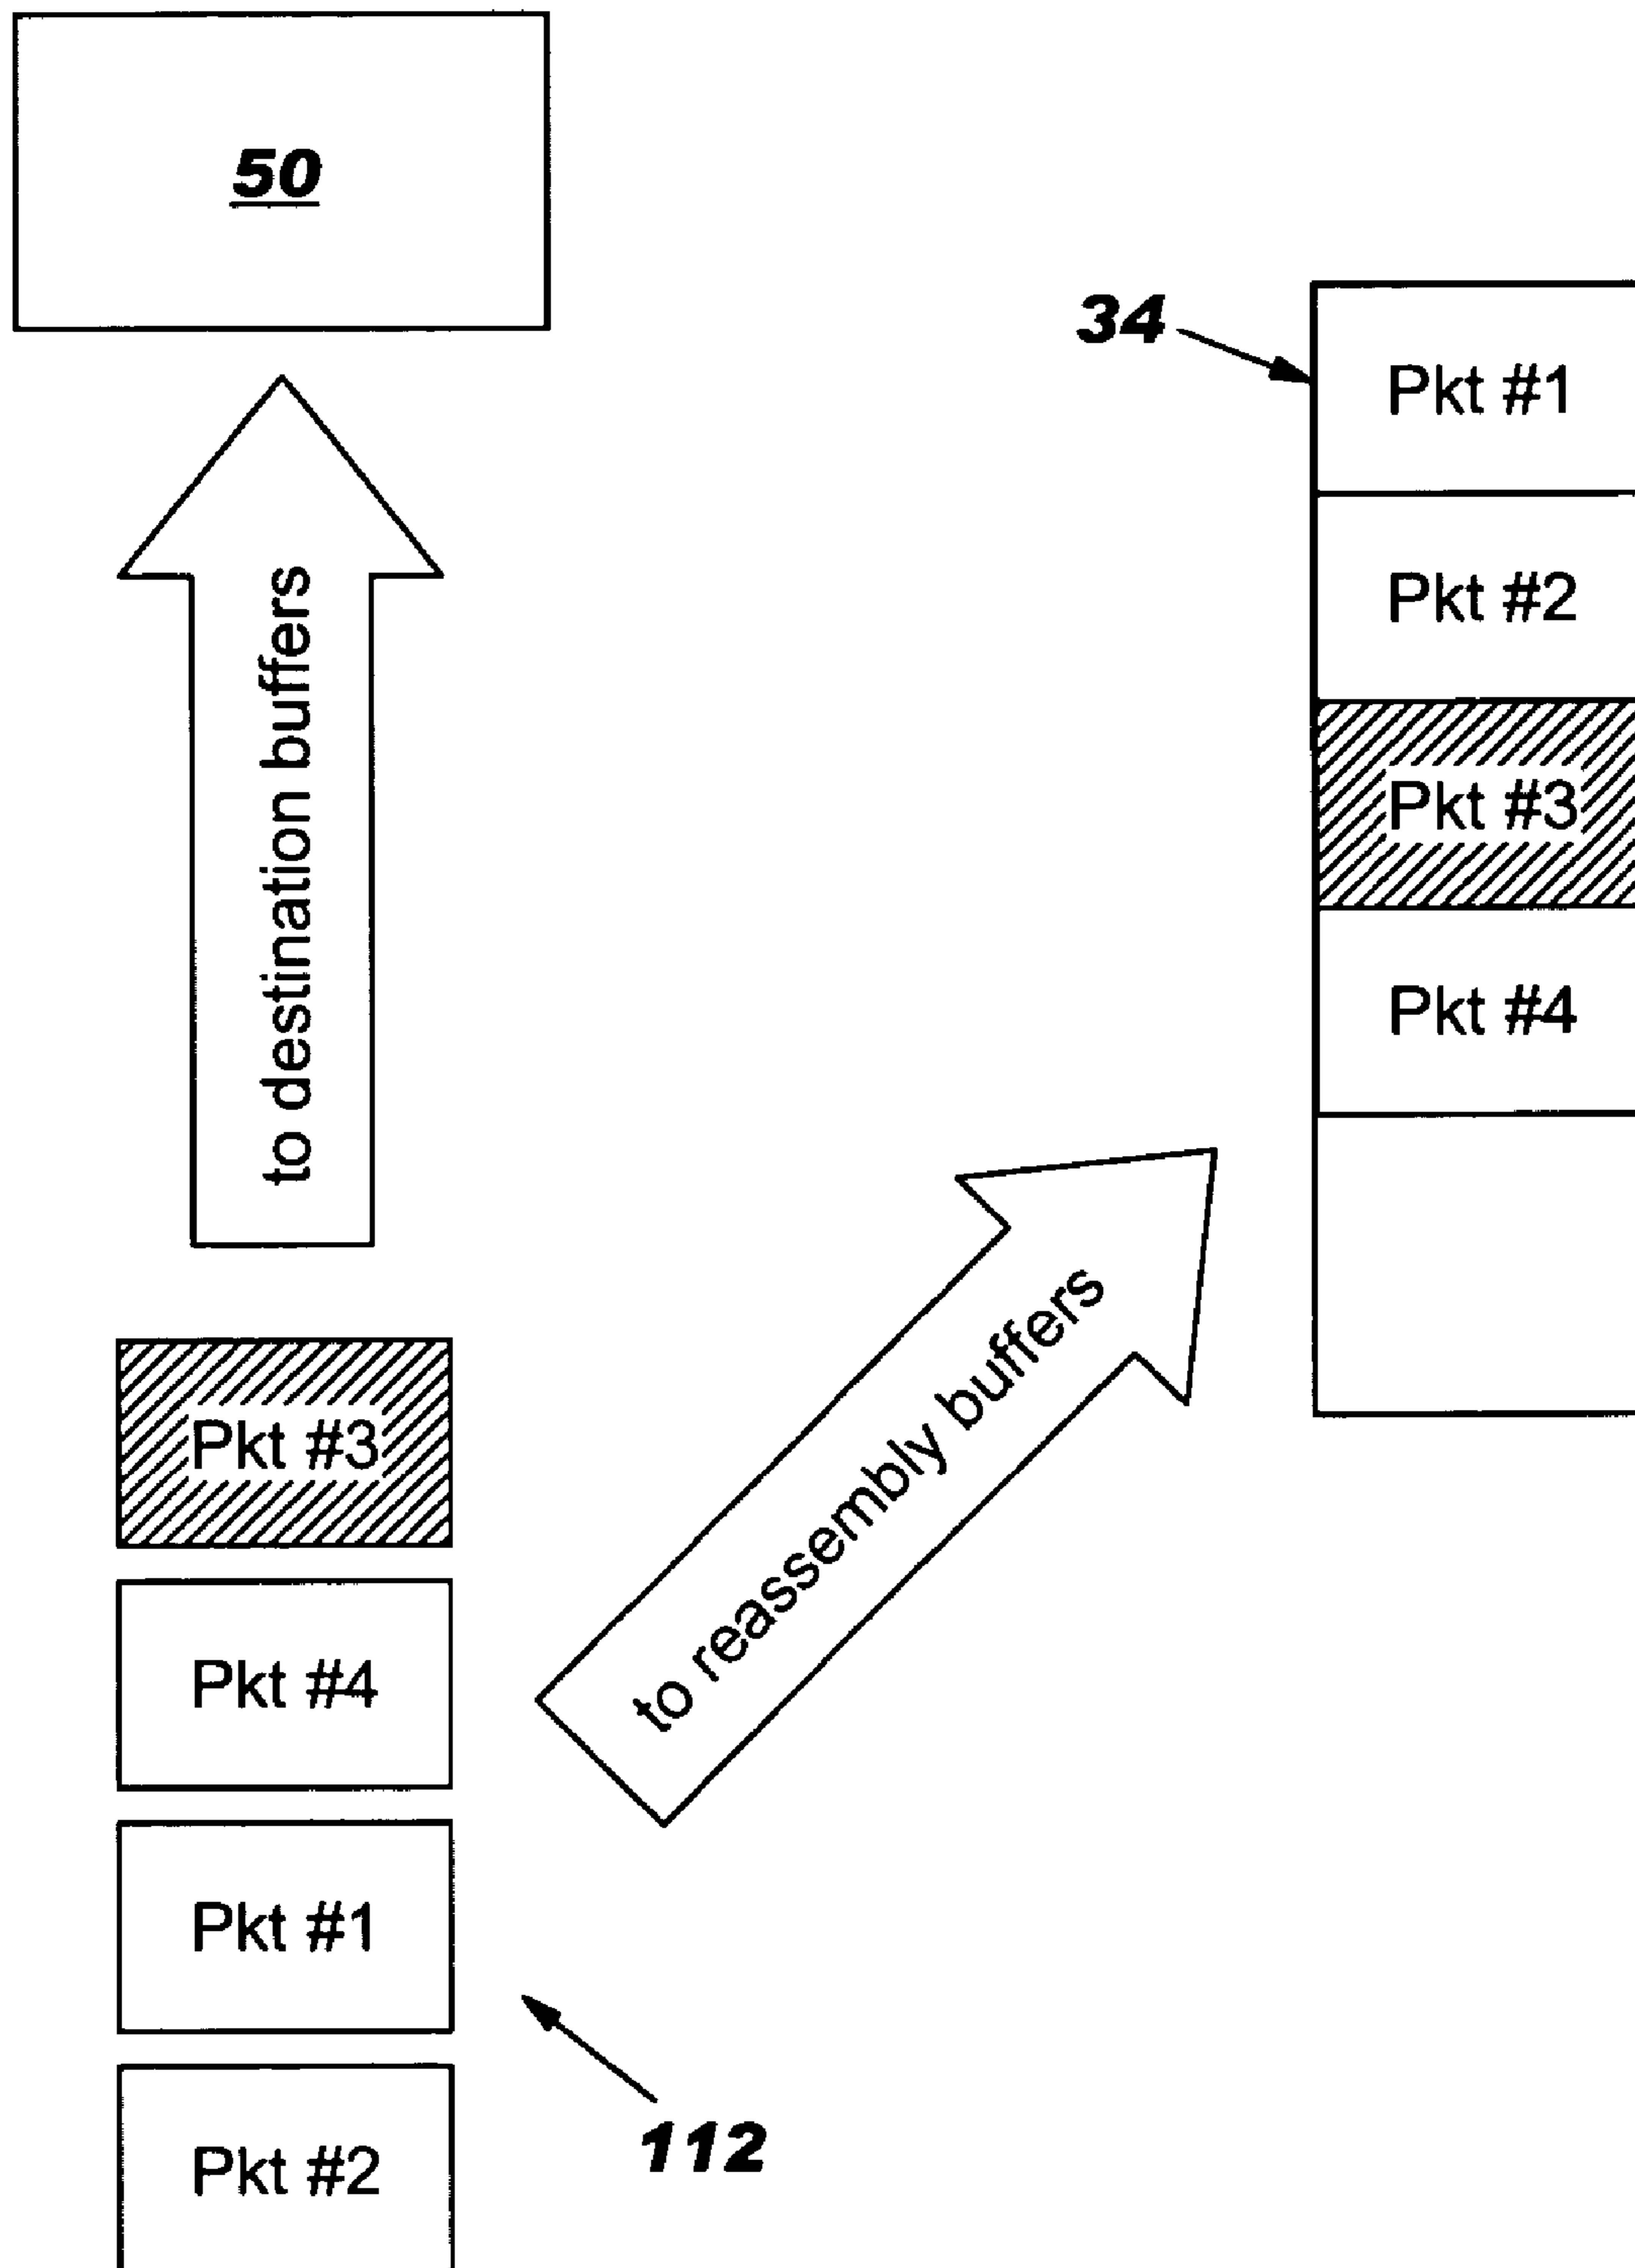 50
34
Pkt #1
Pkt #2
Pkt #3
Pkt #4
to destination buffers
to reassembly buffers
Pkt #3
Pkt #4
Pkt #1
Pkt #2
112